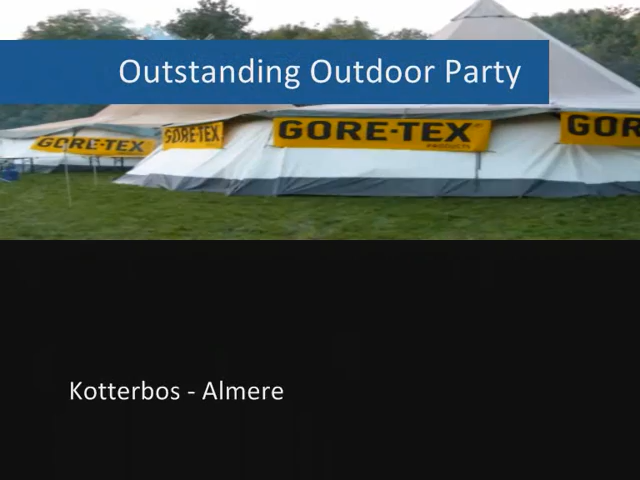 Outstanding Outdoor Party
GORE-TEX
GORE-TEX
GORE-TEX
GOR
Kotterbos - Almere